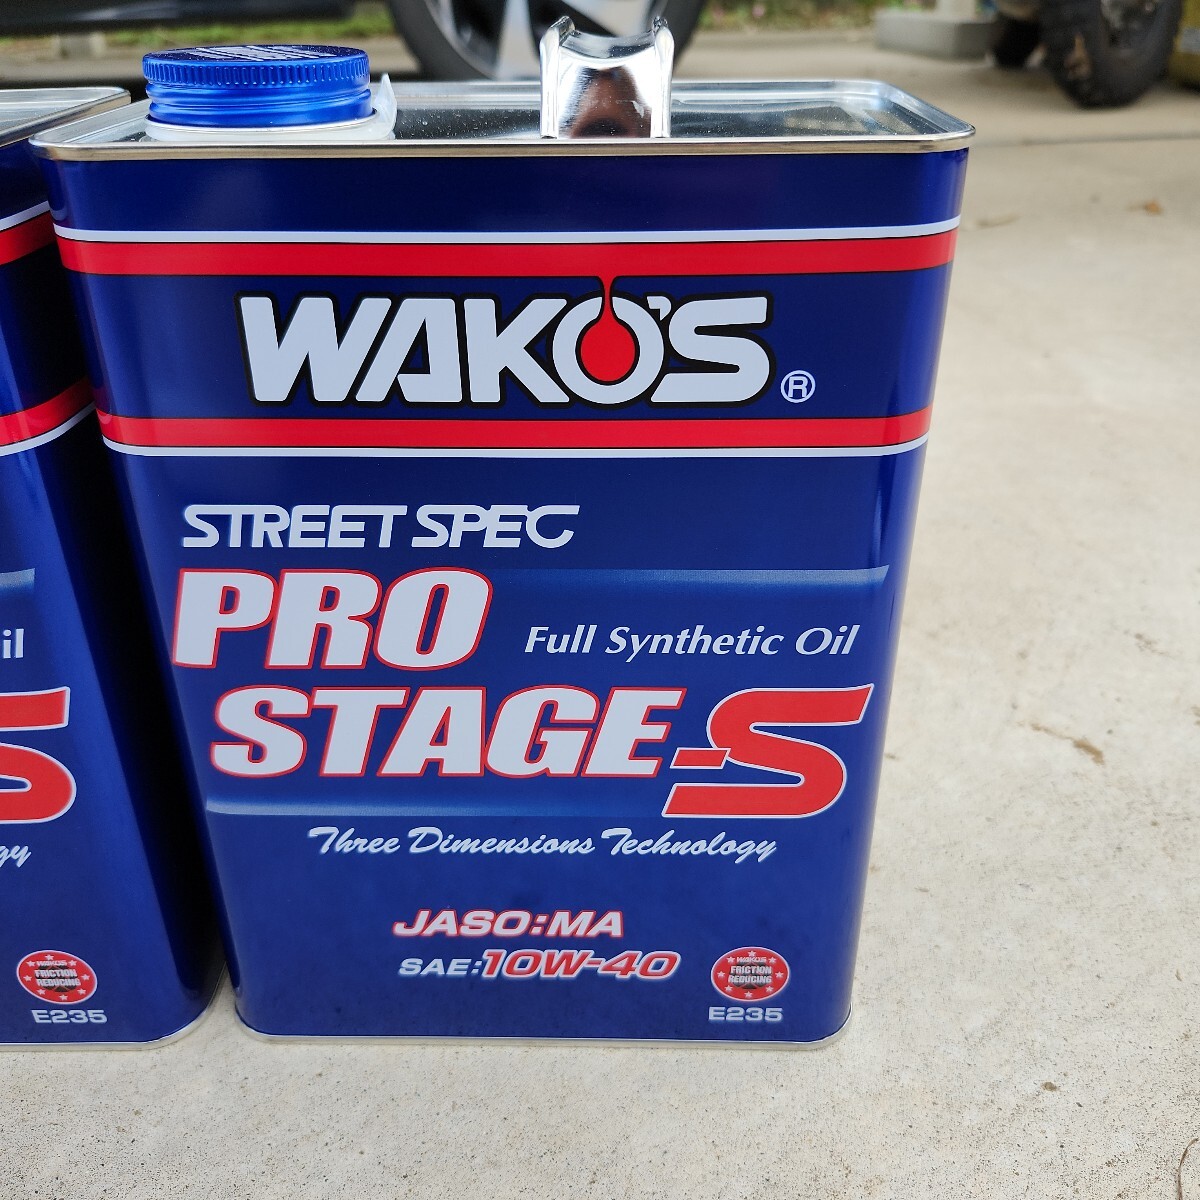 WAKO'S ®
STREET SPEC
PRO
Full Synthetic Oil
STAGE-S
Three Dimensions Technology
JASO:MA
SAE:10W-40
WAKO'S
FRICTION
REDUCING
E235
il
S
gy
WAKO'S
FRICTION
REDUCING
E235